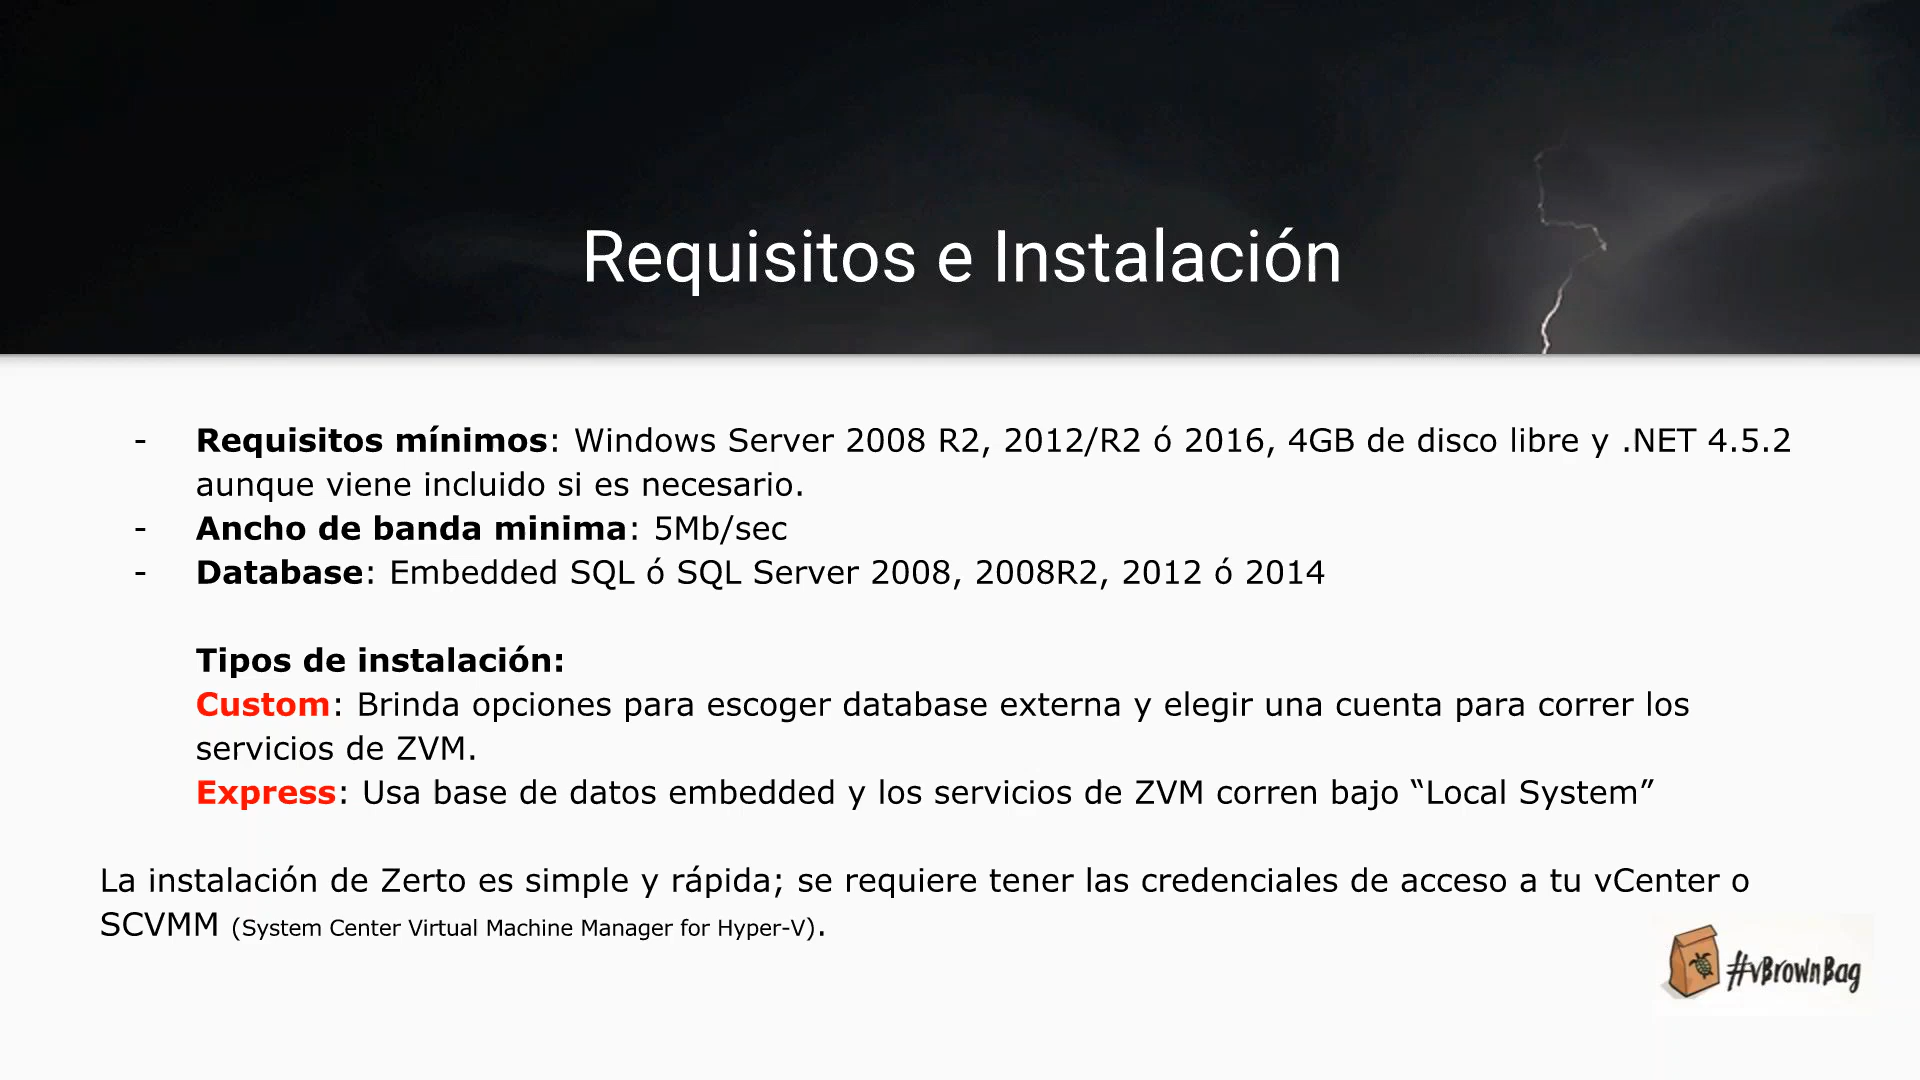 Requisitos e Instalación
- Requisitos mínimos: Windows Server 2008 R2, 2012/R2 ó 2016, 4GB de disco libre y .NET 4.5.2
aunque viene incluido si es necesario.
- Ancho de banda minima: 5Mb/sec
- Database: Embedded SQL ó SQL Server 2008, 2008R2, 2012 ó 2014
Tipos de instalación:
Custom: Brinda opciones para escoger database externa y elegir una cuenta para correr los
servicios de ZVM.
Express: Usa base de datos embedded y los servicios de ZVM corren bajo “Local System”
La instalación de Zerto es simple y rápida; se requiere tener las credenciales de acceso a tu vCenter o
SCVMM (System Center Virtual Machine Manager for Hyper-V).
#vBrownBag